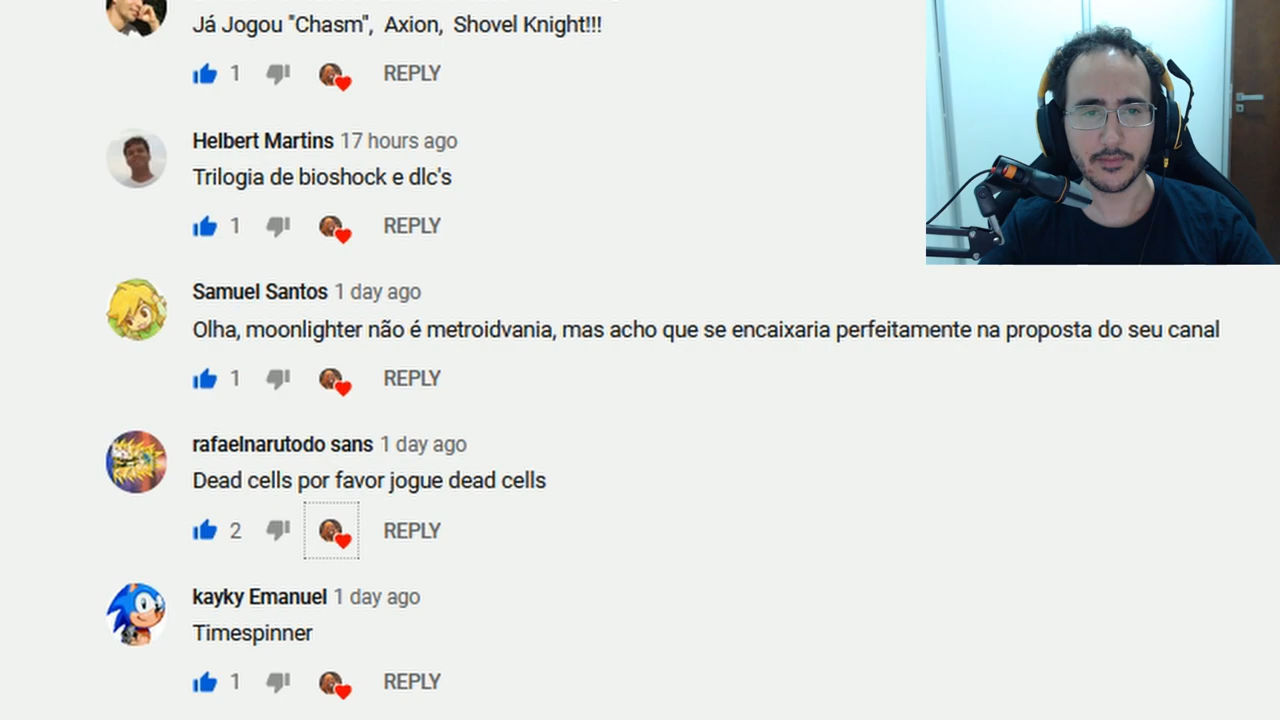 Já Jogou "Chasm", Axion, Shovel Knight!!!
1 REPLY
Helbert Martins 17 hours ago
Trilogia de bioshock e dlc's
1 REPLY
Samuel Santos 1 day ago
Olha, moonlighter não é metroidvania, mas acho que se encaixaria perfeitamente na proposta do seu canal
1 REPLY
rafaelnarutodo sans 1 day ago
Dead cells por favor jogue dead cells
2 REPLY
kayky Emanuel 1 day ago
Timespinner
1 REPLY